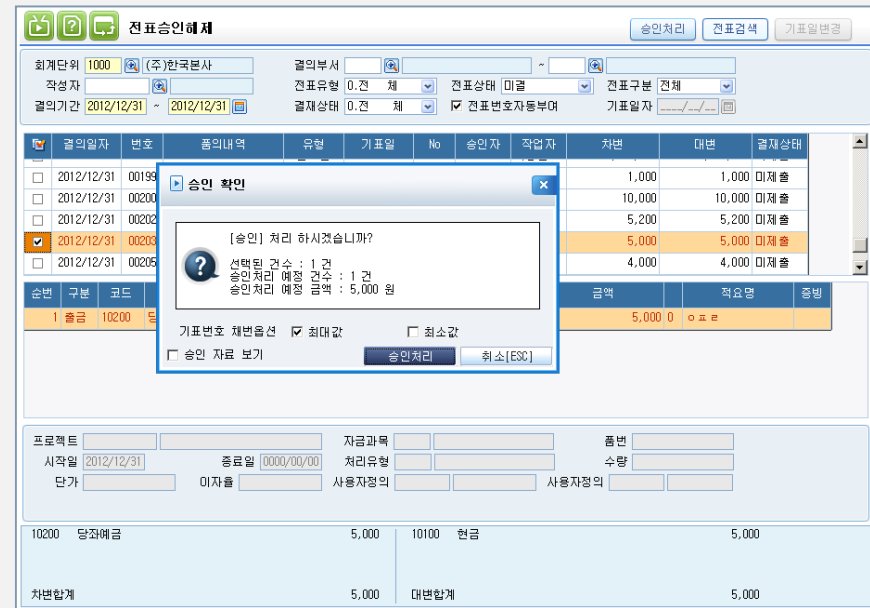 전표승인해제 승인처리 전표검색 기표일변경
회계단위 1000 (주)한국본사 결의부서 ~
작성자 전표유형 0.전 체 전표상태 미결 전표구분 전체
결의기간 2012/12/31 ~ 2012/12/31 결재상태 0.전 체 전표번호자동부여 기표일자 ____/__/__
결의일자 번호 품의내역 유형 기표일 No 승인자 작업자 차변 대변 결재상태
2012/12/31 00199 1,000 1,000 미제출
2012/12/31 00200 10,000 10,000 미제출
2012/12/31 00202 5,200 5,200 미제출
2012/12/31 00203 5,000 5,000 미제출
2012/12/31 00205 4,000 4,000 미제출
승인 확인
[승인] 처리 하시겠습니까?
선택된 건수 : 1 건
승인처리 예정 건수 : 1 건
승인처리 예정 금액 : 5,000 원
기표번호 채번옵션 최대값 최소값
승인 자료 보기 승인처리 취소[ESC]
순번 구분 코드 금액 적요명 증빙
1 출금 10200 5,000 0 ㅇㅍㄹ
프로젝트 자금과목 품번
시작일 2012/12/31 종료일 0000/00/00 처리유형 수량
단가 이자율 사용자정의 사용자정의
10200 당좌예금 5,000 10100 현금 5,000
차변합계 5,000 대변합계 5,000